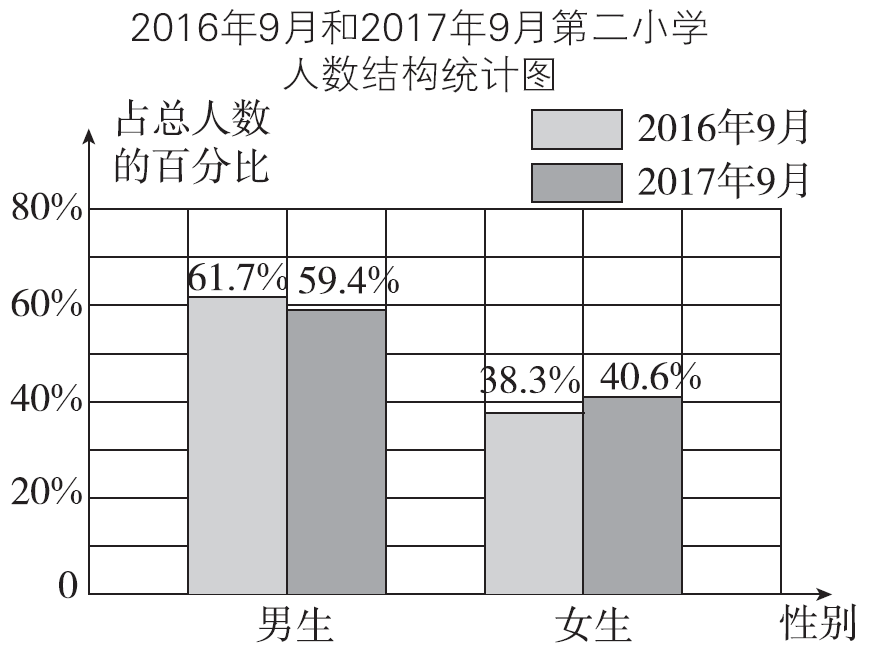 2016年9月和2017年9月第二小学
人数结构统计图
占总人数
的百分比
2016年9月
2017年9月
80%
61.7% 59.4%
60%
38.3% 40.6%
40%
20%
0
男生 女生 性别